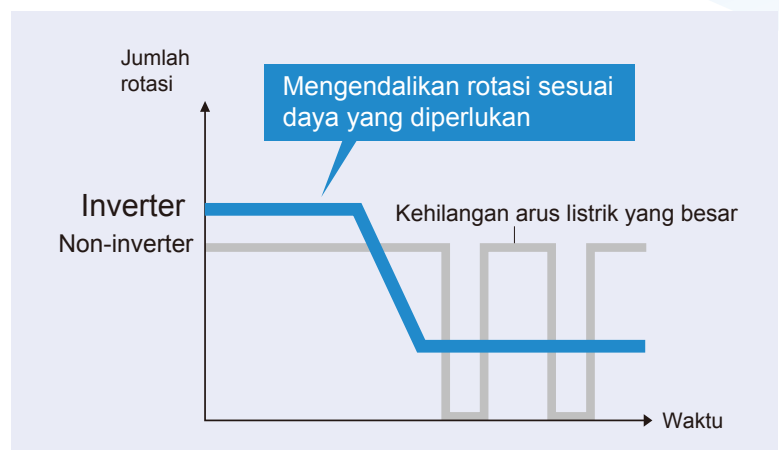 Jumlah
rotasi
Mengendalikan rotasi sesuai
daya yang diperlukan
Inverter
Kehilangan arus listrik yang besar
Non-inverter
Waktu